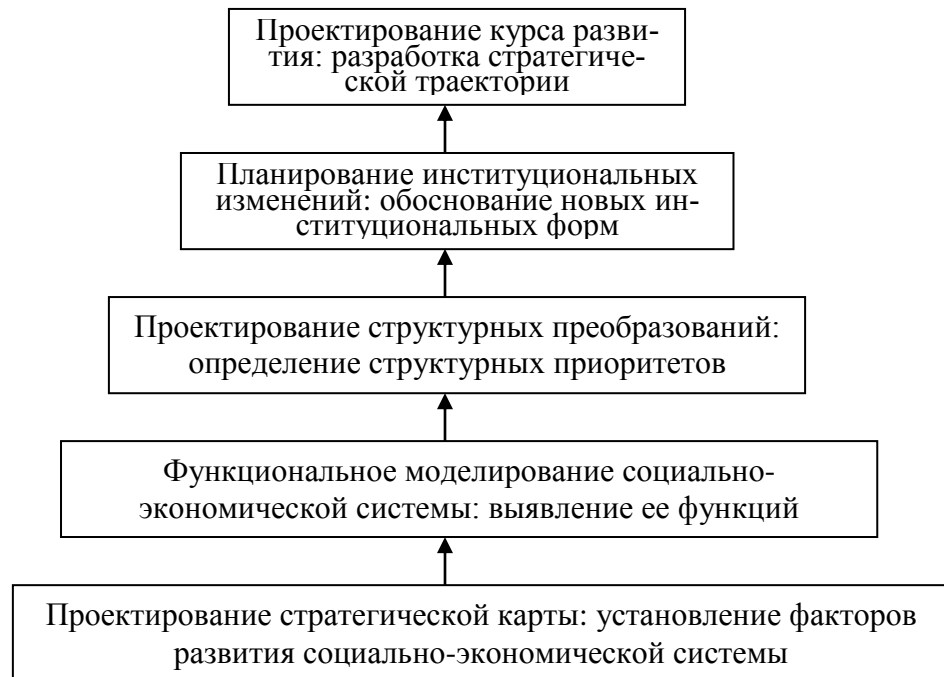 Проектирование курса разви-
тия: разработка стратегиче-
ской траектории
Планирование институциональных
изменений: обоснование новых ин-
ституциональных форм
Проектирование структурных преобразований:
определение структурных приоритетов
Функциональное моделирование социально-
экономической системы: выявление ее функций
Проектирование стратегической карты: установление факторов
развития социально-экономической системы